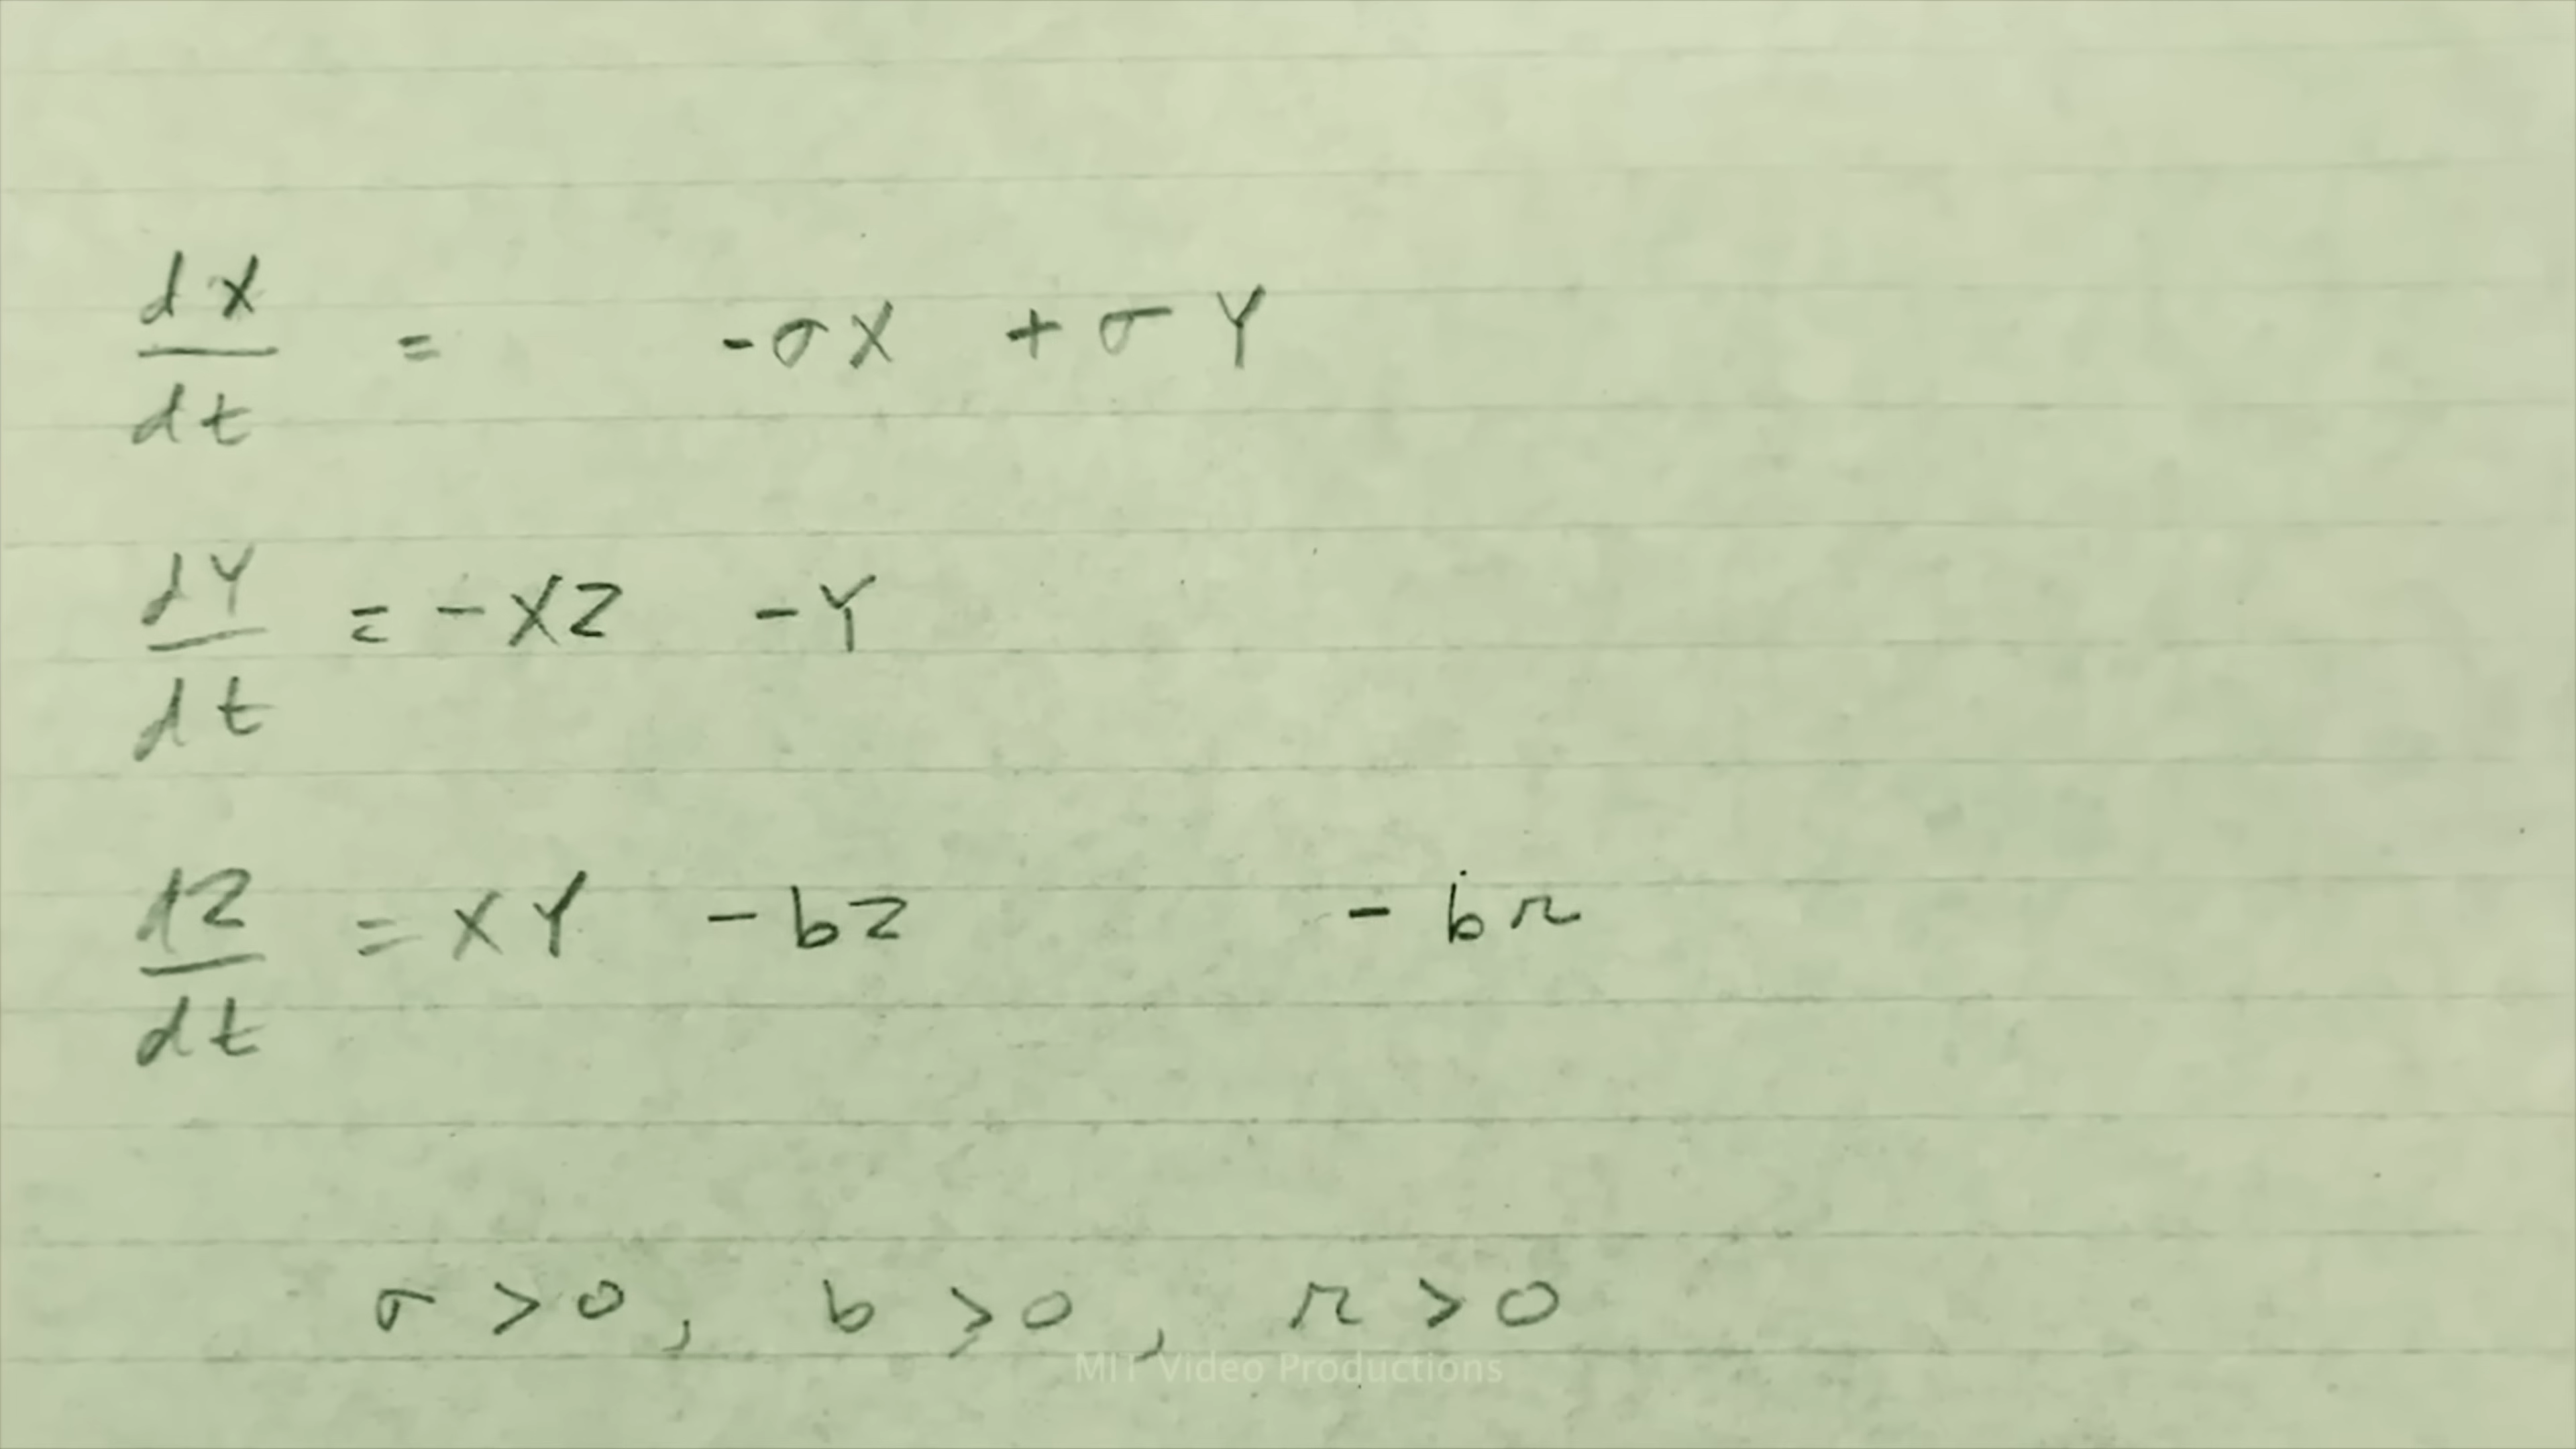 dX/dt = -σX + σY
dY/dt = -XZ -Y
dZ/dt = XY -bZ - br
σ > 0, b > 0, r > 0
MIT Video Productions